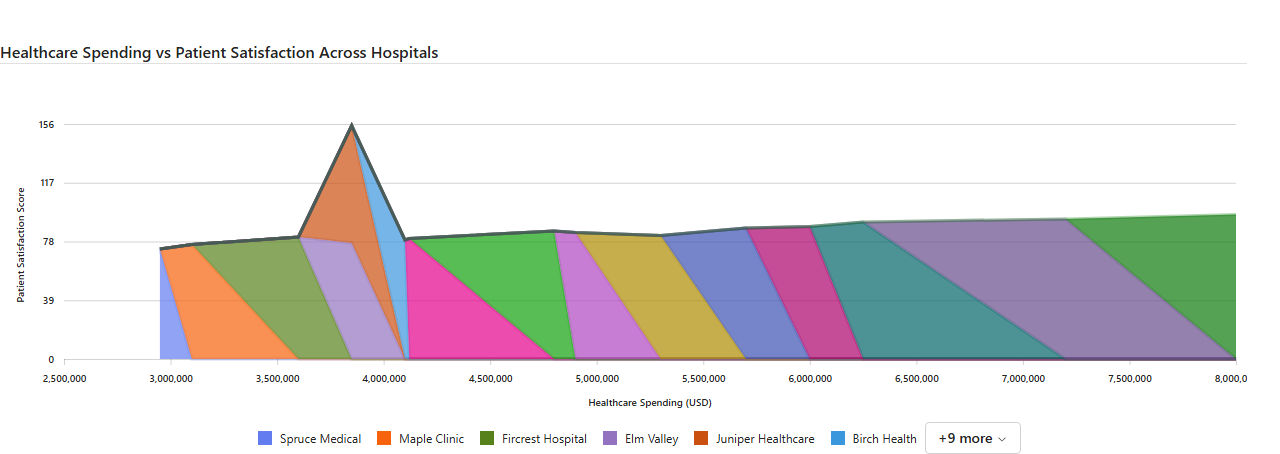 Healthcare Spending vs Patient Satisfaction Across Hospitals
156
117
78
39
0
Patient Satisfaction Score
2,500,000 3,000,000 3,500,000 4,000,000 4,500,000 5,000,000 5,500,000 6,000,000 6,500,000 7,000,000 7,500,000 8,000,0
Healthcare Spending (USD)
Spruce Medical Maple Clinic Fircrest Hospital Elm Valley Juniper Healthcare Birch Health +9 more